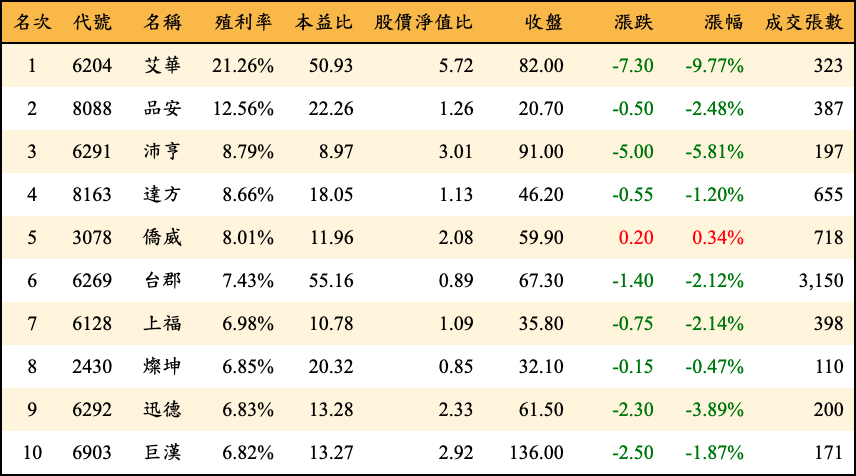 名次 代號 名稱 殖利率 本益比 股價淨值比 收盤 漲跌 漲幅 成交張數
1 6204 艾華 21.26% 50.93 5.72 82.00 -7.30 -9.77% 323
2 8088 品安 12.56% 22.26 1.26 20.70 -0.50 -2.48% 387
3 6291 沛亨 8.79% 8.97 3.01 91.00 -5.00 -5.81% 197
4 8163 達方 8.66% 18.05 1.13 46.20 -0.55 -1.20% 655
5 3078 僑威 8.01% 11.96 2.08 59.90 0.20 0.34% 718
6 6269 台郡 7.43% 55.16 0.89 67.30 -1.40 -2.12% 3,150
7 6128 上福 6.98% 10.78 1.09 35.80 -0.75 -2.14% 398
8 2430 燦坤 6.85% 20.32 0.85 32.10 -0.15 -0.47% 110
9 6292 迅德 6.83% 13.28 2.33 61.50 -2.30 -3.89% 200
10 6903 巨漢 6.82% 13.27 2.92 136.00 -2.50 -1.87% 171